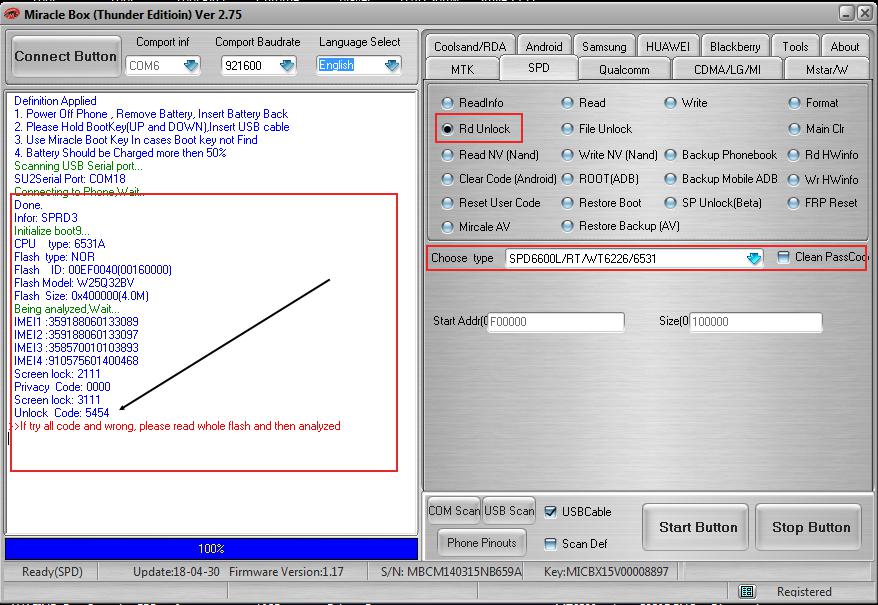 Miracle Box (Thunder Editioin) Ver 2.75
Connect Button
Comport inf
Comport Baudrate
Language Select
COM6
921600
English
Definition Applied
1. Power Off Phone , Remove Battery, Insert Battery Back
2. Please Hold BootKey(UP and DOWN),Insert USB cable
3. Use Miracle Boot Key In cases Boot key not Find
4. Battery Should be Charged more then 50%
Scanning USB Serial port...
SU2Serial Port: COM18
Connecting to Phone,Wait..
Done.
Infor: SPRD3
Initialize boot9...
CPU type: 6531A
Flash type: NOR
Flash ID: 00EF0040(00160000)
Flash Model: W25Q32BV
Flash Size: 0x400000(4.0M)
Being analyzed,Wait...
IMEI1 :359188060133089
IMEI2 :359188060133097
IMEI3 :358570010103893
IMEI4 :910575601400468
Screen lock: 2111
Privacy Code: 0000
Screen lock: 3111
Unlock Code: 5454
>>If try all code and wrong, please read whole flash and then analyzed
100%
Coolsand/RDA Android Samsung HUAWEI Blackberry Tools About
MTK SPD Qualcomm CDMA/LG/MI Mstar/W
ReadInfo Read Write Format
Rd Unlock File Unlock Main Clr
Read NV (Nand) Write NV (Nand) Backup Phonebook Rd HWinfo
Clear Code (Android) ROOT(ADB) Backup Mobile ADB Wr HWinfo
Reset User Code Restore Boot SP Unlock(Beta) FRP Reset
Mircale AV Restore Backup (AV)
Choose type SPD6600L/RT/WT6226/6531 Clean PassCo
Start Addr(0 F00000 Size(0 100000
COM Scan USB Scan USBCable
Phone Pinouts Scan Def
Start Button Stop Button
Ready(SPD) Update:18-04-30 Firmware Version:1.17 S/N: MBCM140315NB659A Key:MICBX15V00008897
Registered